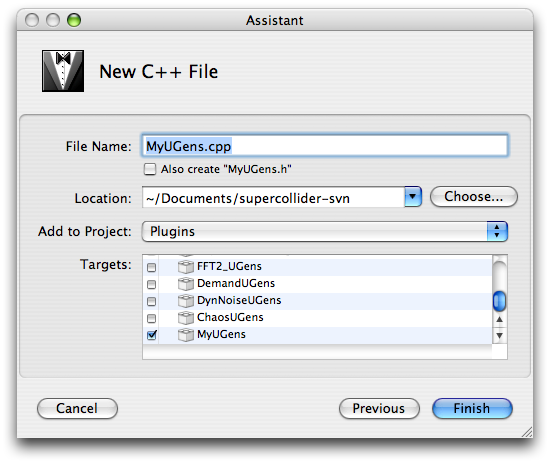 Assistant
New C++ File
File Name: MyUGens.cpp
Also create "MyUGens.h"
Location: ~/Documents/supercollider-svn Choose...
Add to Project: Plugins
Targets: FFT2_UGens
DemandUGens
DynNoiseUGens
ChaosUGens
MyUGens
Cancel Previous Finish